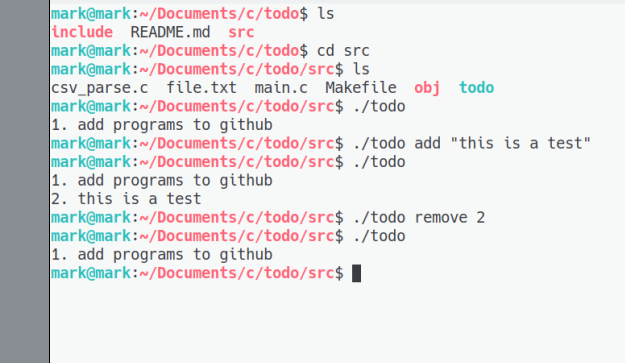 mark@mark:~/Documents/c/todo$ ls
include  README.md  src
mark@mark:~/Documents/c/todo$ cd src
mark@mark:~/Documents/c/todo/src$ ls
csv_parse.c  file.txt  main.c  Makefile  obj  todo
mark@mark:~/Documents/c/todo/src$ ./todo
1. add programs to github
mark@mark:~/Documents/c/todo/src$ ./todo add "this is a test"
mark@mark:~/Documents/c/todo/src$ ./todo
1. add programs to github
2. this is a test
mark@mark:~/Documents/c/todo/src$ ./todo remove 2
mark@mark:~/Documents/c/todo/src$ ./todo
1. add programs to github
mark@mark:~/Documents/c/todo/src$